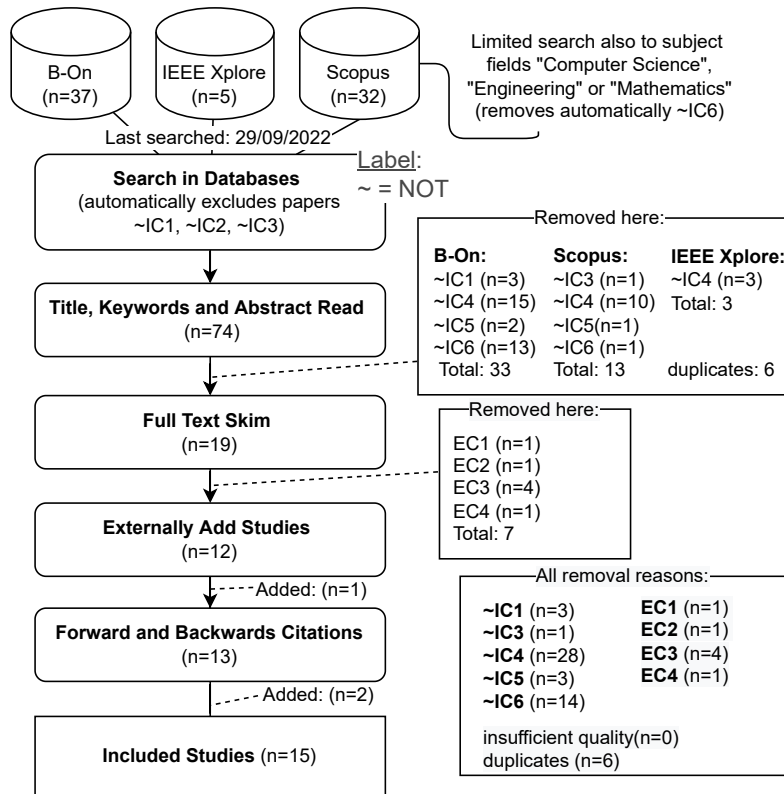 B-On
(n=37)
IEEE Xplore
(n=5)
Scopus
(n=32)
Limited search also to subject
fields "Computer Science",
"Engineering" or "Mathematics"
(removes automatically ~IC6)
Last searched: 29/09/2022
Label:
~ = NOT
Search in Databases
(automatically excludes papers
~IC1, ~IC2, ~IC3)
Title, Keywords and Abstract Read
(n=74)
Removed here:
B-On:
~IC1 (n=3)
~IC4 (n=15)
~IC5 (n=2)
~IC6 (n=13)
Total: 33
Scopus:
~IC3 (n=1)
~IC4 (n=10)
~IC5(n=1)
~IC6 (n=1)
Total: 13
IEEE Xplore:
~IC4 (n=3)
Total: 3
duplicates: 6
Full Text Skim
(n=19)
Removed here:
EC1 (n=1)
EC2 (n=1)
EC3 (n=4)
EC4 (n=1)
Total: 7
Externally Add Studies
(n=12)
Added: (n=1)
Forward and Backwards Citations
(n=13)
Added: (n=2)
Included Studies (n=15)
All removal reasons:
~IC1 (n=3)
~IC3 (n=1)
~IC4 (n=28)
~IC5 (n=3)
~IC6 (n=14)
EC1 (n=1)
EC2 (n=1)
EC3 (n=4)
EC4 (n=1)
insufficient quality(n=0)
duplicates (n=6)